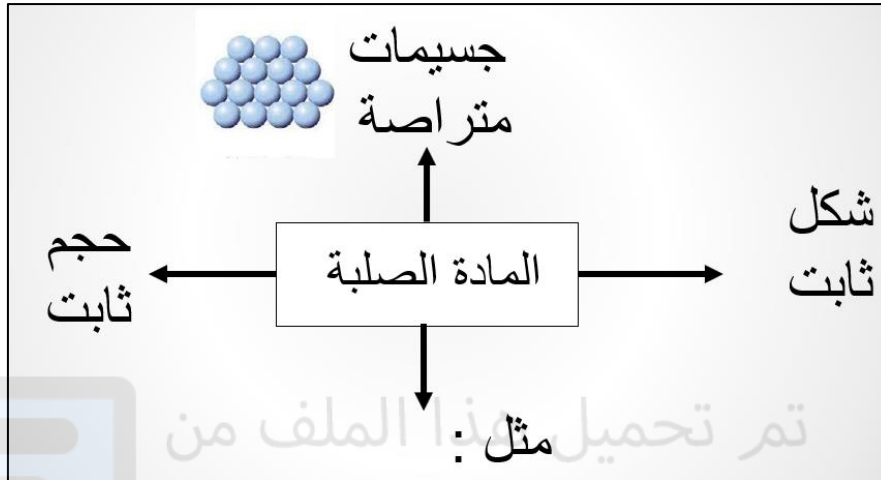 جسيمات
متراصة
شكل
ثابت
المادة الصلبة
حجم
ثابت
مثل :
تم تحميل هذا الملف من